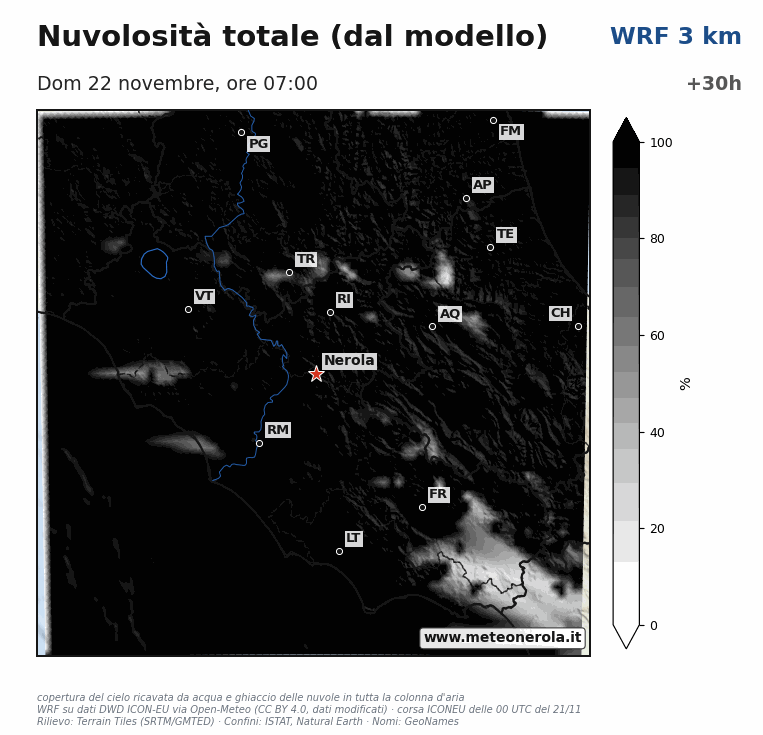 Nuvolosità totale (dal modello)
WRF 3 km
Dom 22 novembre, ore 07:00
+30h
FM
PG
AP
TE
TR
VT
RI
AQ
CH
Nerola
RM
FR
LT
www.meteonerola.it
100
80
60
40
20
0
%
copertura del cielo ricavata da acqua e ghiaccio delle nuvole in tutta la colonna d'aria
WRF su dati DWD ICON-EU via Open-Meteo (CC BY 4.0, dati modificati) · corsa ICONEU delle 00 UTC del 21/11
Rilievo: Terrain Tiles (SRTM/GMTED) · Confini: ISTAT, Natural Earth · Nomi: GeoNames